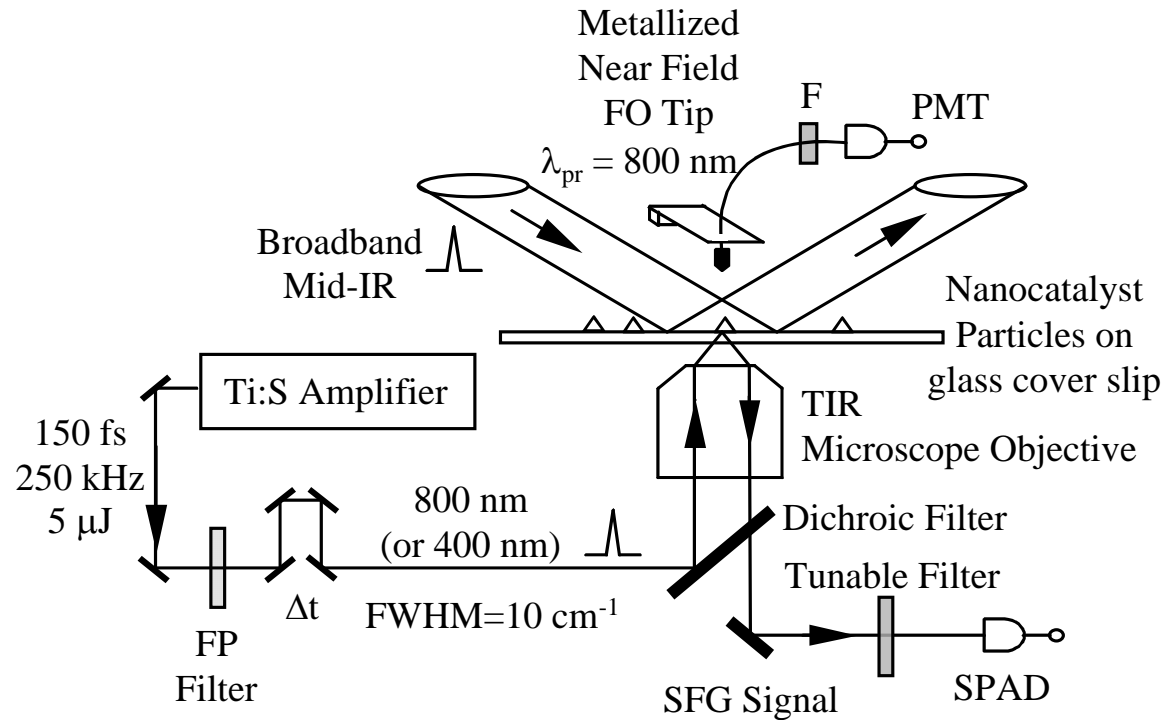 Metallized
Near Field
FO Tip
λpr = 800 nm
F
PMT
Broadband
Mid-IR
Nanocatalyst
Particles on
glass cover slip
Ti:S Amplifier
TIR
Microscope Objective
150 fs
250 kHz
5 μJ
800 nm
(or 400 nm)
Dichroic Filter
Tunable Filter
Δt
FWHM=10 cm-1
FP
Filter
SFG Signal
SPAD